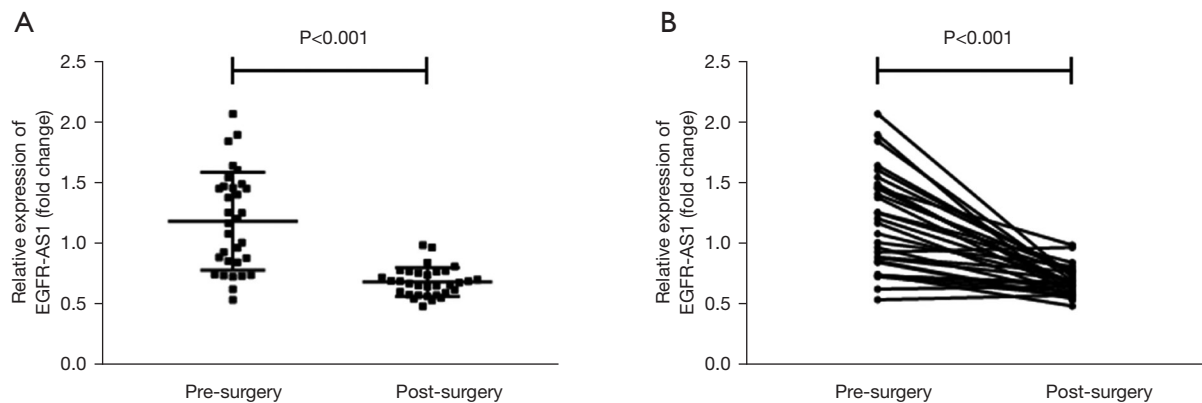 A
P<0.001
Relative expression of
EGFR-AS1 (fold change)
2.5
2.0
1.5
1.0
0.5
0.0
Pre-surgery
Post-surgery
B
P<0.001
Relative expression of
EGFR-AS1 (fold change)
2.5
2.0
1.5
1.0
0.5
0.0
Pre-surgery
Post-surgery